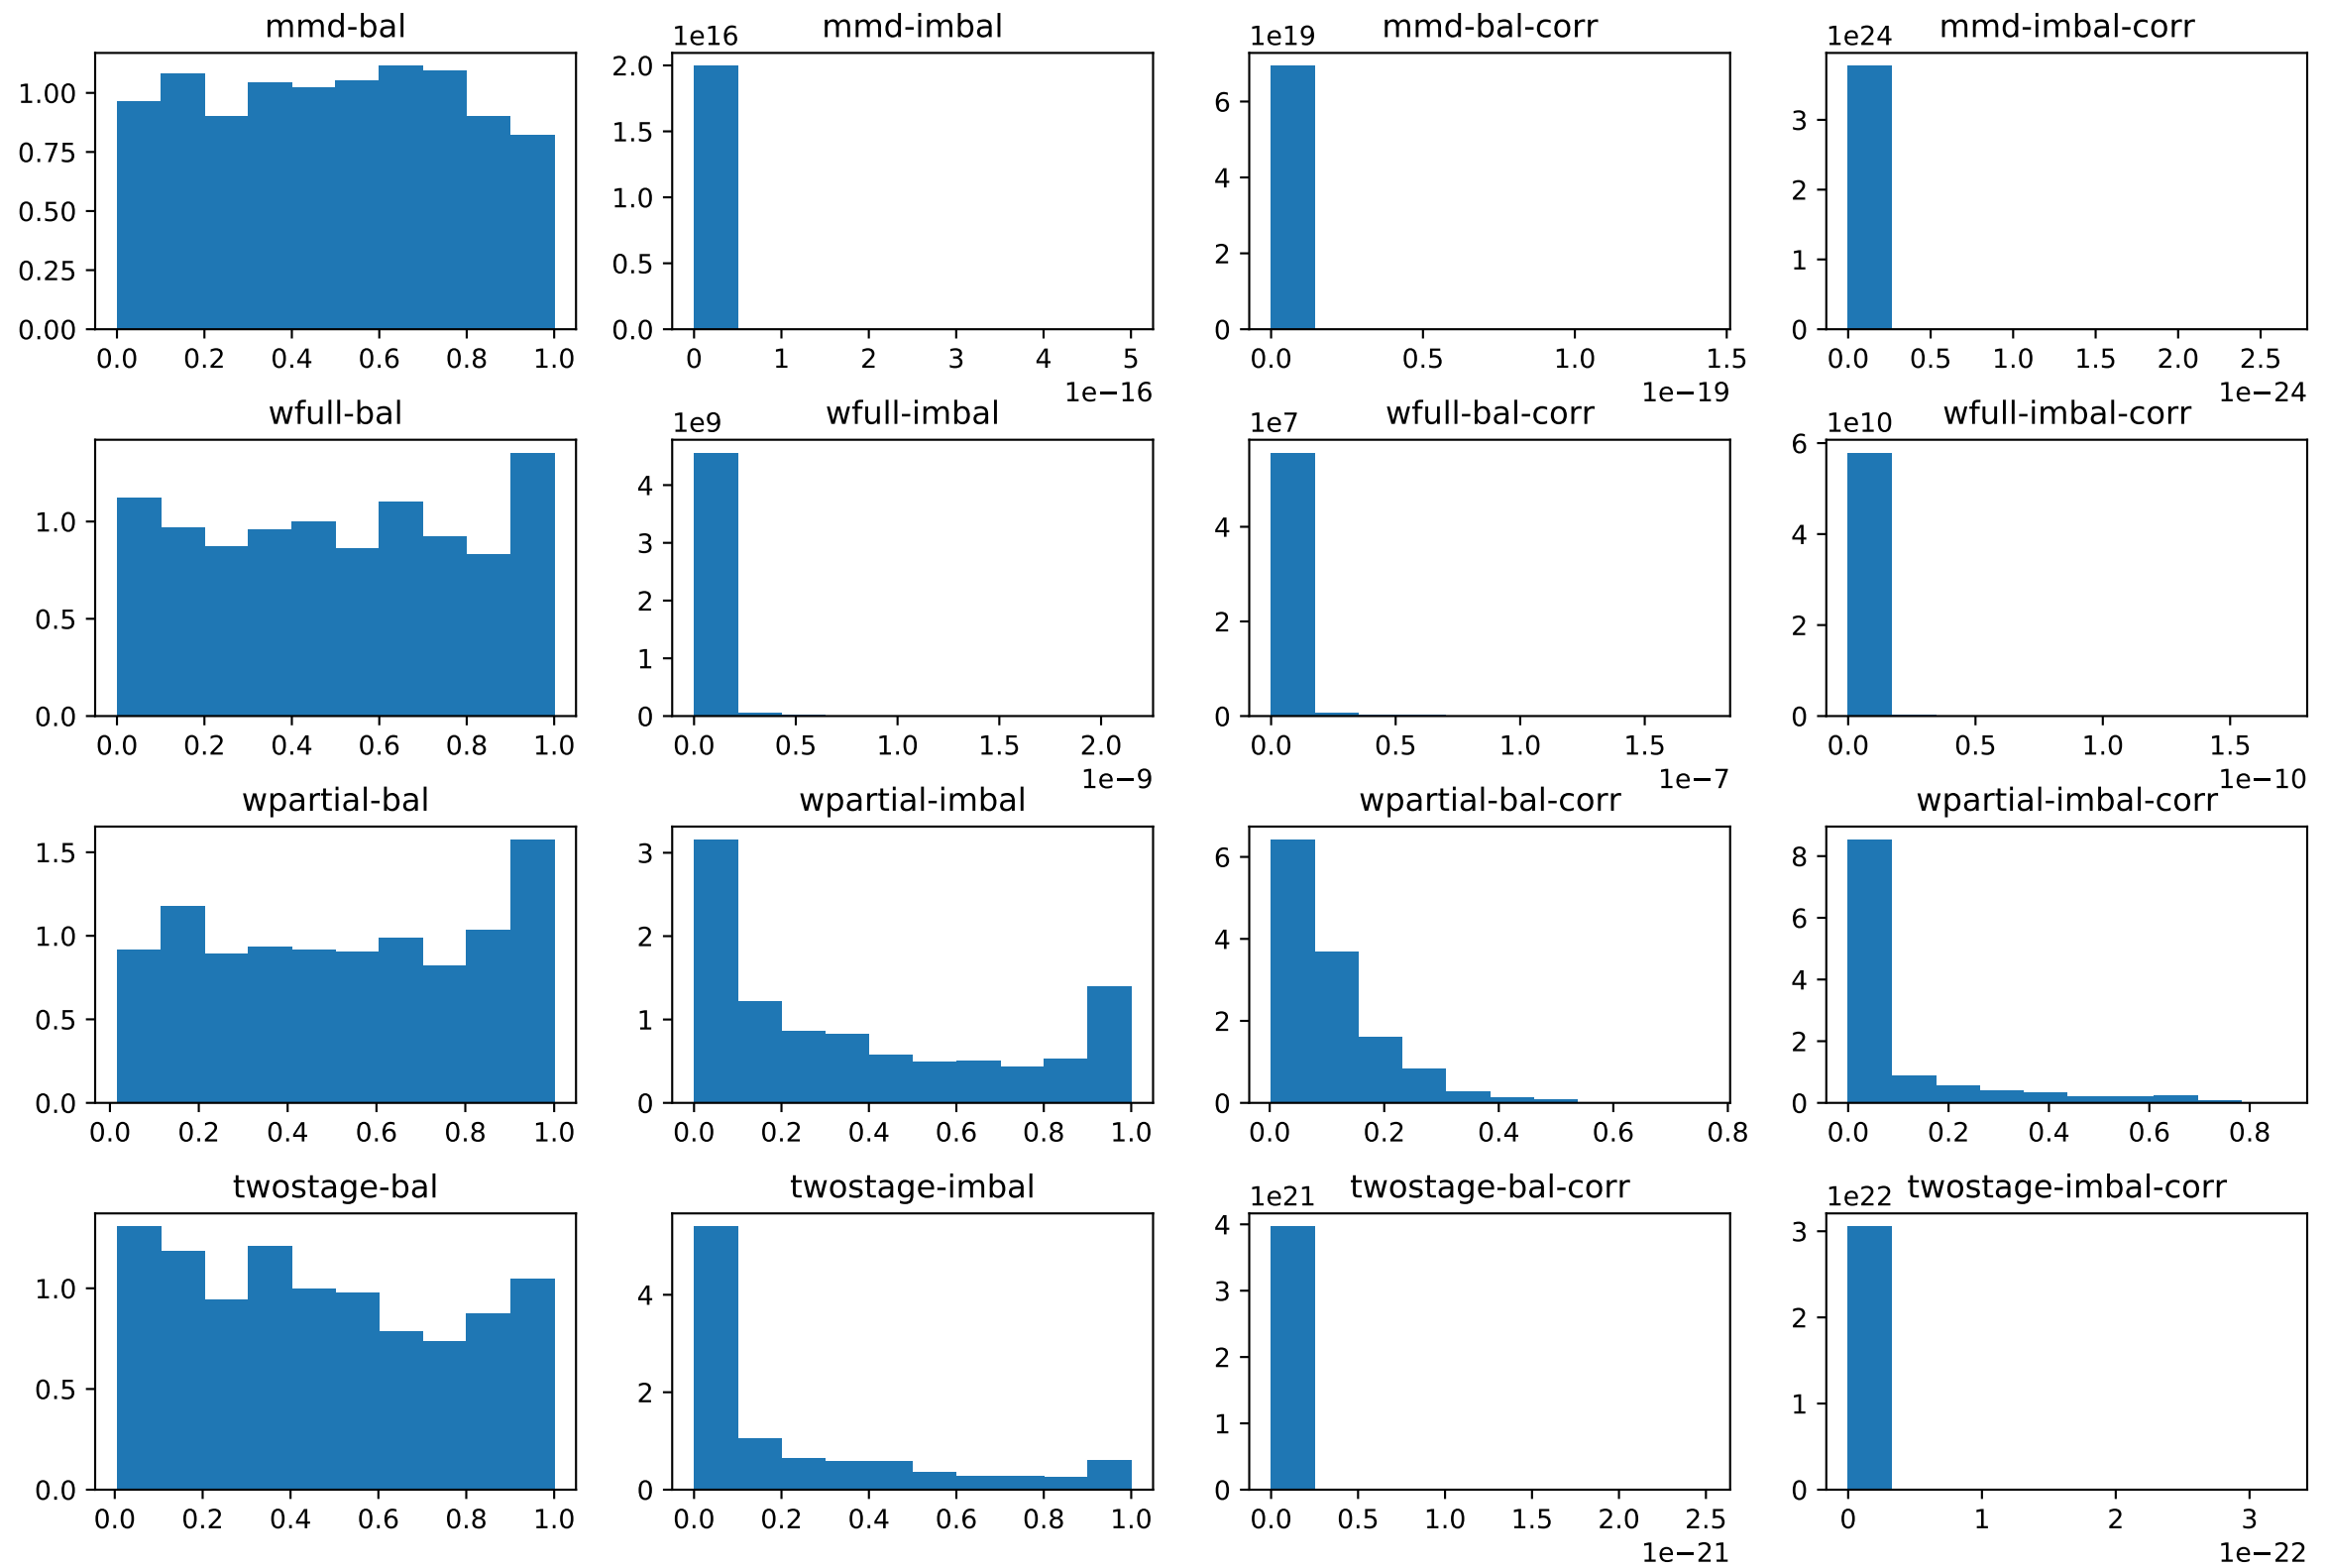 mmd-bal
1.00
0.75
0.50
0.25
0.00
0.0 0.2 0.4 0.6 0.8 1.0
mmd-imbal
1e16
2.0
1.5
1.0
0.5
0.0
0 1 2 3 4 5
1e−16
mmd-bal-corr
1e19
6
4
2
0
0.0 0.5 1.0 1.5
1e−19
mmd-imbal-corr
1e24
3
2
1
0
0.0 0.5 1.0 1.5 2.0 2.5
1e−24
wfull-bal
1.0
0.5
0.0
0.0 0.2 0.4 0.6 0.8 1.0
wfull-imbal
1e9
4
3
2
1
0
0.0 0.5 1.0 1.5 2.0
1e−9
wfull-bal-corr
1e7
4
2
0
0.0 0.5 1.0 1.5
1e−7
wfull-imbal-corr
1e10
6
4
2
0
0.0 0.5 1.0 1.5
1e−10
wpartial-bal
1.5
1.0
0.5
0.0
0.0 0.2 0.4 0.6 0.8 1.0
wpartial-imbal
3
2
1
0
0.0 0.2 0.4 0.6 0.8 1.0
wpartial-bal-corr
6
4
2
0
0.0 0.2 0.4 0.6 0.8
wpartial-imbal-corr
8
6
4
2
0
0.0 0.2 0.4 0.6 0.8
twostage-bal
1.0
0.5
0.0
0.0 0.2 0.4 0.6 0.8 1.0
twostage-imbal
4
2
0
0.0 0.2 0.4 0.6 0.8 1.0
twostage-bal-corr
1e21
4
3
2
1
0
0.0 0.5 1.0 1.5 2.0 2.5
1e−21
twostage-imbal-corr
1e22
3
2
1
0
0 1 2 3
1e−22